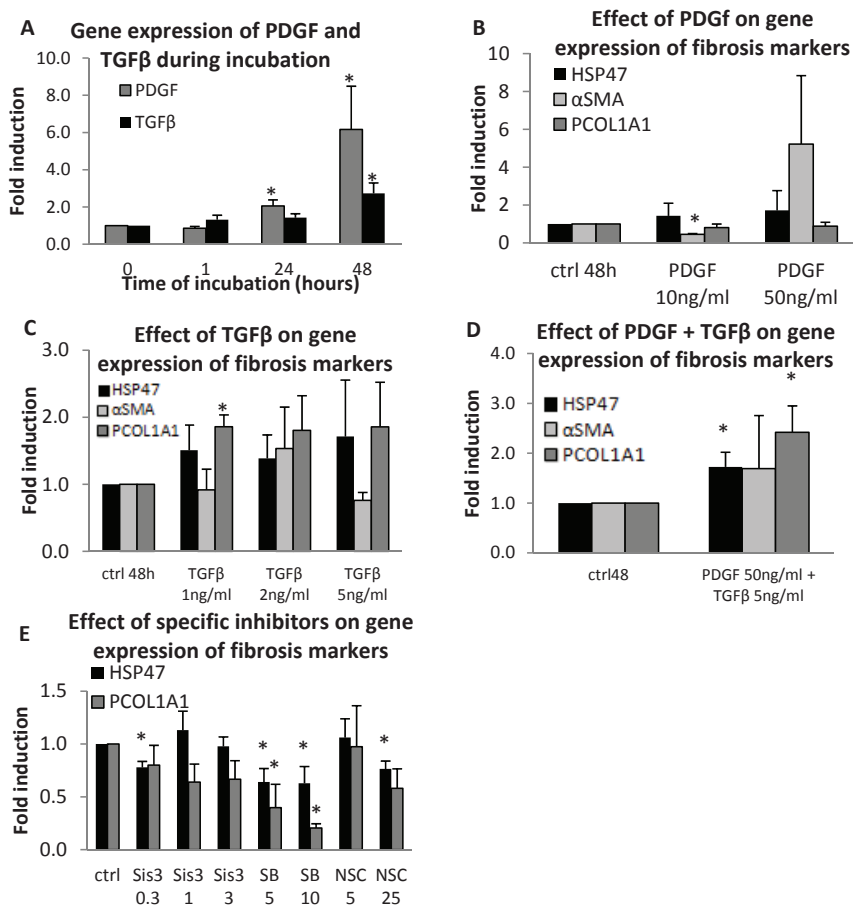 A
Gene expression of PDGF and
TGFβ during incubation
10.0
8.0
6.0
4.0
2.0
0.0
Fold induction
PDGF
TGFβ
*
*
*
0 1 24 48
Time of incubation (hours)
B
Effect of PDGf on gene
expression of fibrosis markers
10
8
6
4
2
0
Fold induction
HSP47
αSMA
PCOL1A1
*
ctrl 48h PDGF PDGF
10ng/ml 50ng/ml
C
Effect of TGFβ on gene
expression of fibrosis markers
3.0
2.0
1.0
0.0
Fold induction
HSP47
αSMA
PCOL1A1
*
ctrl 48h TGFβ TGFβ TGFβ
1ng/ml 2ng/ml 5ng/ml
D
Effect of PDGF + TGFβ on gene
expression of fibrosis markers
4.0
3.0
2.0
1.0
0.0
Fold induction
HSP47
αSMA
PCOL1A1
*
*
ctrl48 PDGF 50ng/ml +
TGFβ 5ng/ml
E
Effect of specific inhibitors on gene
expression of fibrosis markers
HSP47
PCOL1A1
1.5
1.0
0.5
0.0
Fold induction
*
*
*
*
*
*
ctrl Sis3 Sis3 Sis3 SB SB NSC NSC
0.3 1 3 5 10 5 25